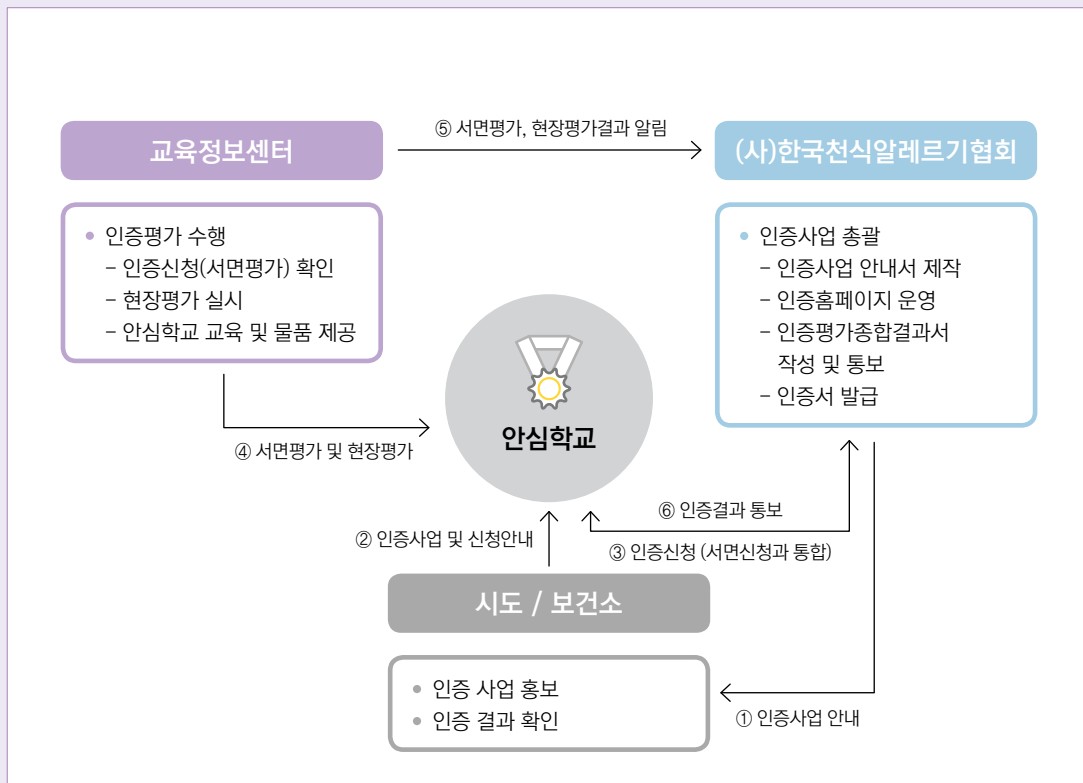 ⑤ 서면평가, 현장평가결과 알림
교육정보센터
(사)한국천식알레르기협회
• 인증평가 수행
– 인증신청(서면평가) 확인
– 현장평가 실시
– 안심학교 교육 및 물품 제공
• 인증사업 총괄
– 인증사업 안내서 제작
– 인증홈페이지 운영
– 인증평가종합결과서
작성 및 통보
– 인증서 발급
안심학교
④ 서면평가 및 현장평가
⑥ 인증결과 통보
② 인증사업 및 신청안내
③ 인증신청 (서면신청과 통합)
시도 / 보건소
• 인증 사업 홍보
• 인증 결과 확인
① 인증사업 안내